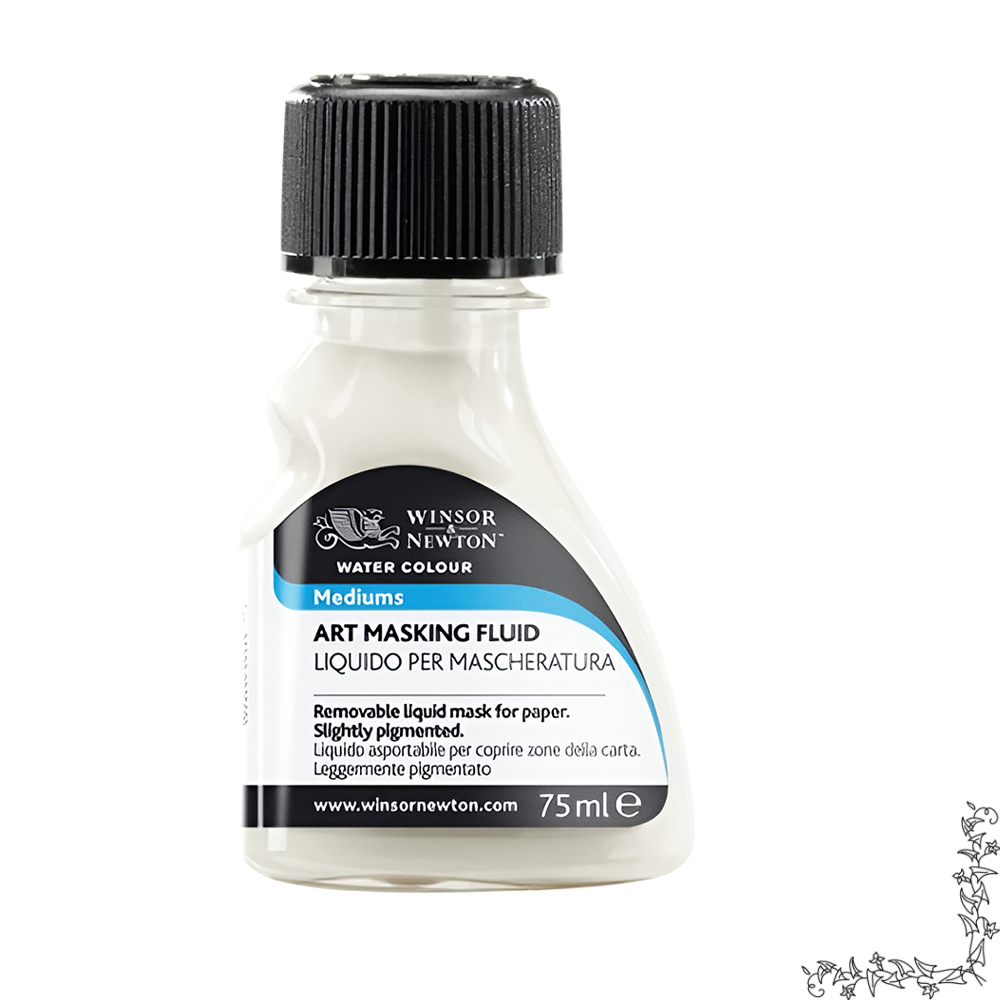 WINSOR
& NEWTON™
WATER COLOUR
Mediums
ART MASKING FLUID
LIQUIDO PER MASCHERATURA
Removable liquid mask for paper.
Slightly pigmented.
Liquido asportabile per coprire zone della carta.
Leggermente pigmentato
www.winsornewton.com 75ml ℮